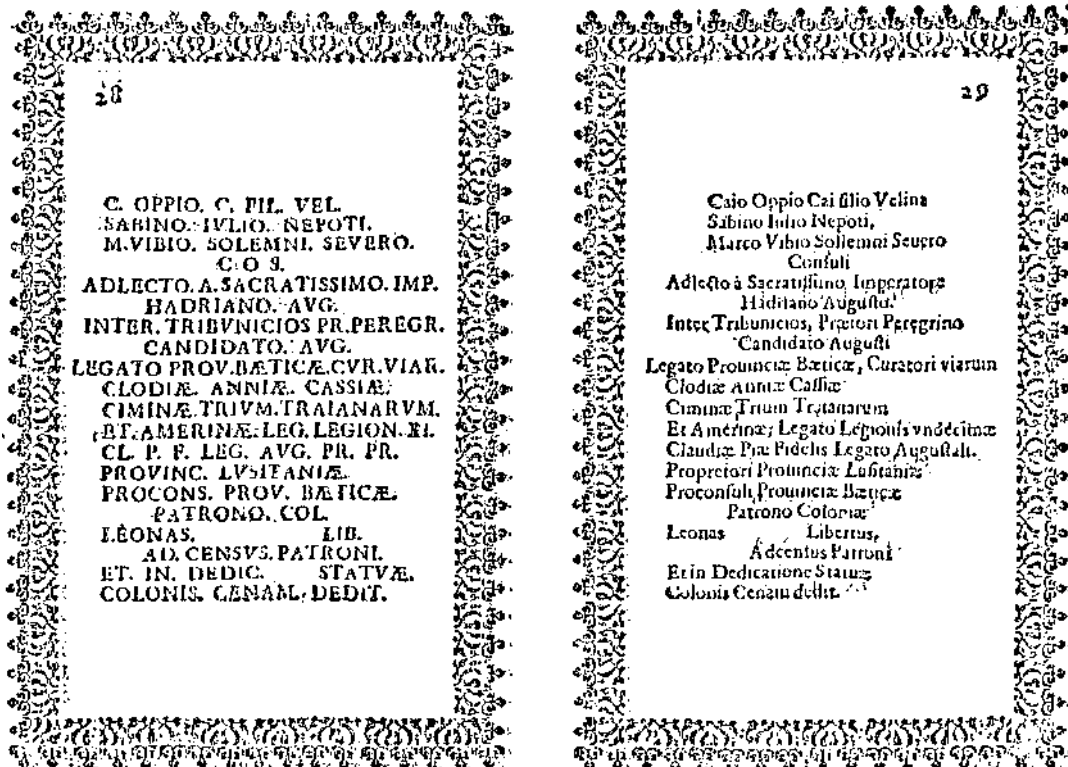 28
C. OPPIO. C. FIL. VEL.
SABINO. IVLIO. NEPOTI.
M.VIBIO. SOLEMNI. SEVERO.
C O S.
ADLECTO. A. SACRATISSIMO. IMP.
HADRIANO. AVG.
INTER. TRIBVNICIOS PR. PEREGR.
CANDIDATO. AVG.
LEGATO PROV. BÆTICÆ. CVR. VIAR.
CLODIÆ. ANNIÆ. CASSIÆ.
CIMINÆ. TRIVM. TRAIANARVM.
ET. AMERINÆ. LEG. LEGION. XI.
CL. P. F. LEG. AVG. PR. PR.
PROVINC. LVSITANIÆ.
PROCONS. PROV. BÆTICÆ.
PATRONO. COL.
LEONAS. LIB.
AD. CENSVS. PATRONI.
ET. IN. DEDIC. STATVÆ.
COLONIS. CENAM. DEDIT.
29
Caio Oppio Cai filio Velina
Sabino Iulio Nepoti,
Marco Vibio Sollemni Seuero
Consuli
Adlecto à Sacratissimo, Imperatore
Hadriano Augusto.
Inter Tribunicios, Prætori Peregrino
Candidato Augusti
Legato Prouinciæ Bæticæ, Curatori viarum
Clodiæ Anniæ Cassiæ
Ciminæ Trium Traianarum
Et Amerinæ, Legato Legionis vndecimæ
Claudiæ Piæ Fidelis Legato Augustali.
Propretori Prouinciæ Lusitaniæ
Proconsuli Prouinciæ Bæticæ
Patrono Coloniæ
Leonas Libertus,
Adcensus Patroni
Et in Dedicatione Statuæ
Colonis Cenam dedit.